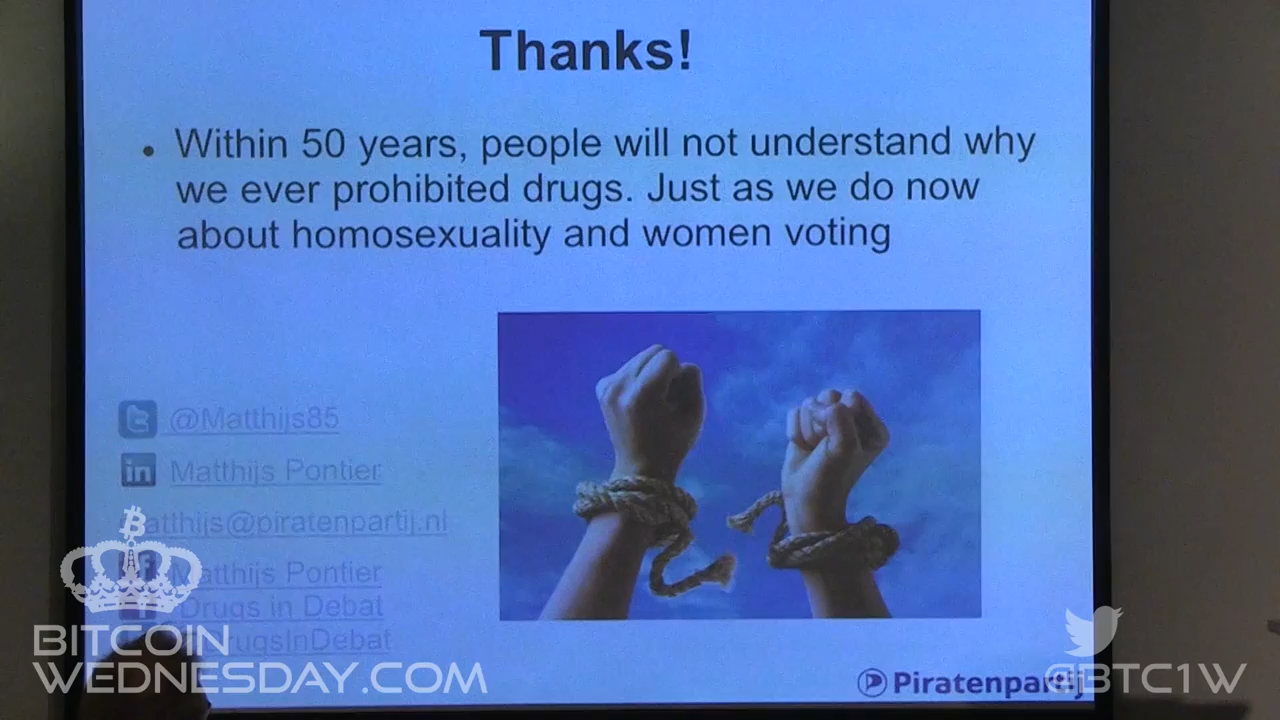 Thanks!
• Within 50 years, people will not understand why
we ever prohibited drugs. Just as we do now
about homosexuality and women voting
@Matthijs85
in Matthijs Pontier
atthijs@piratenpartij.nl
Matthijs Pontier
Drugs in Debat
ugsInDebat
BITCOIN
WEDNESDAY.COM
Piratenpartij
@BTC1W